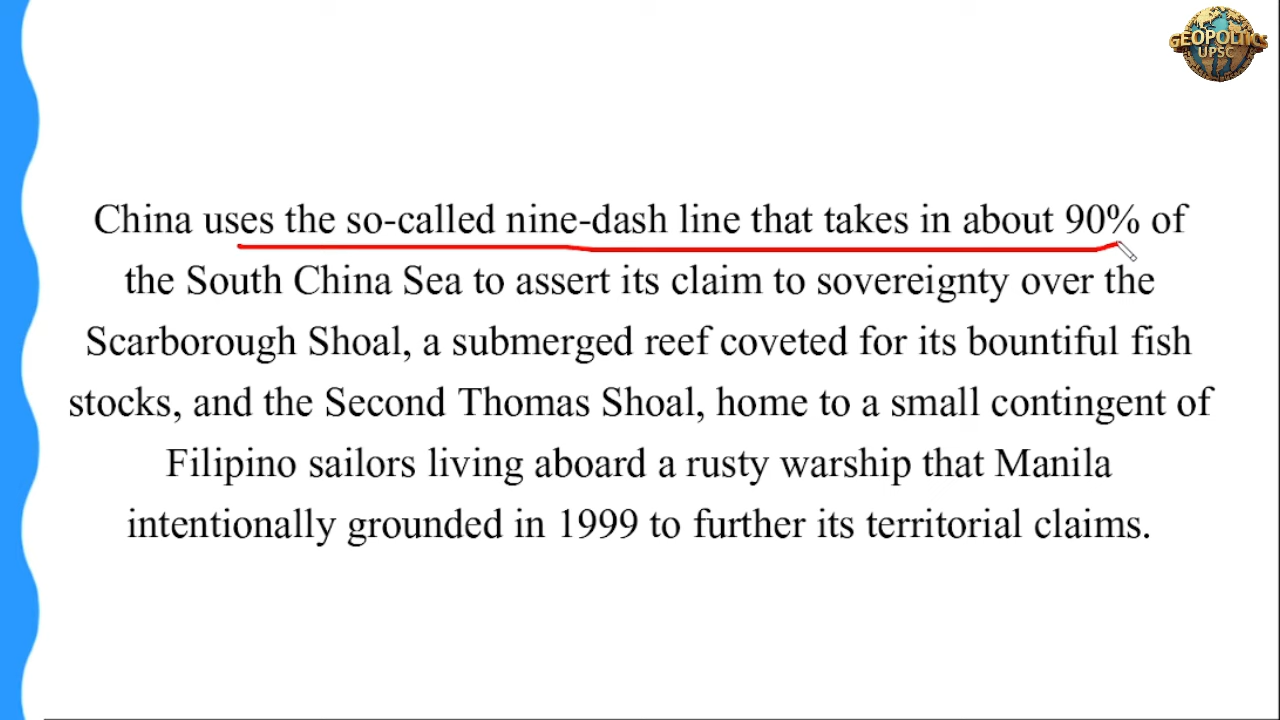 GEOPOLITICS
UPSC
China uses the so-called nine-dash line that takes in about 90% of
the South China Sea to assert its claim to sovereignty over the
Scarborough Shoal, a submerged reef coveted for its bountiful fish
stocks, and the Second Thomas Shoal, home to a small contingent of
Filipino sailors living aboard a rusty warship that Manila
intentionally grounded in 1999 to further its territorial claims.